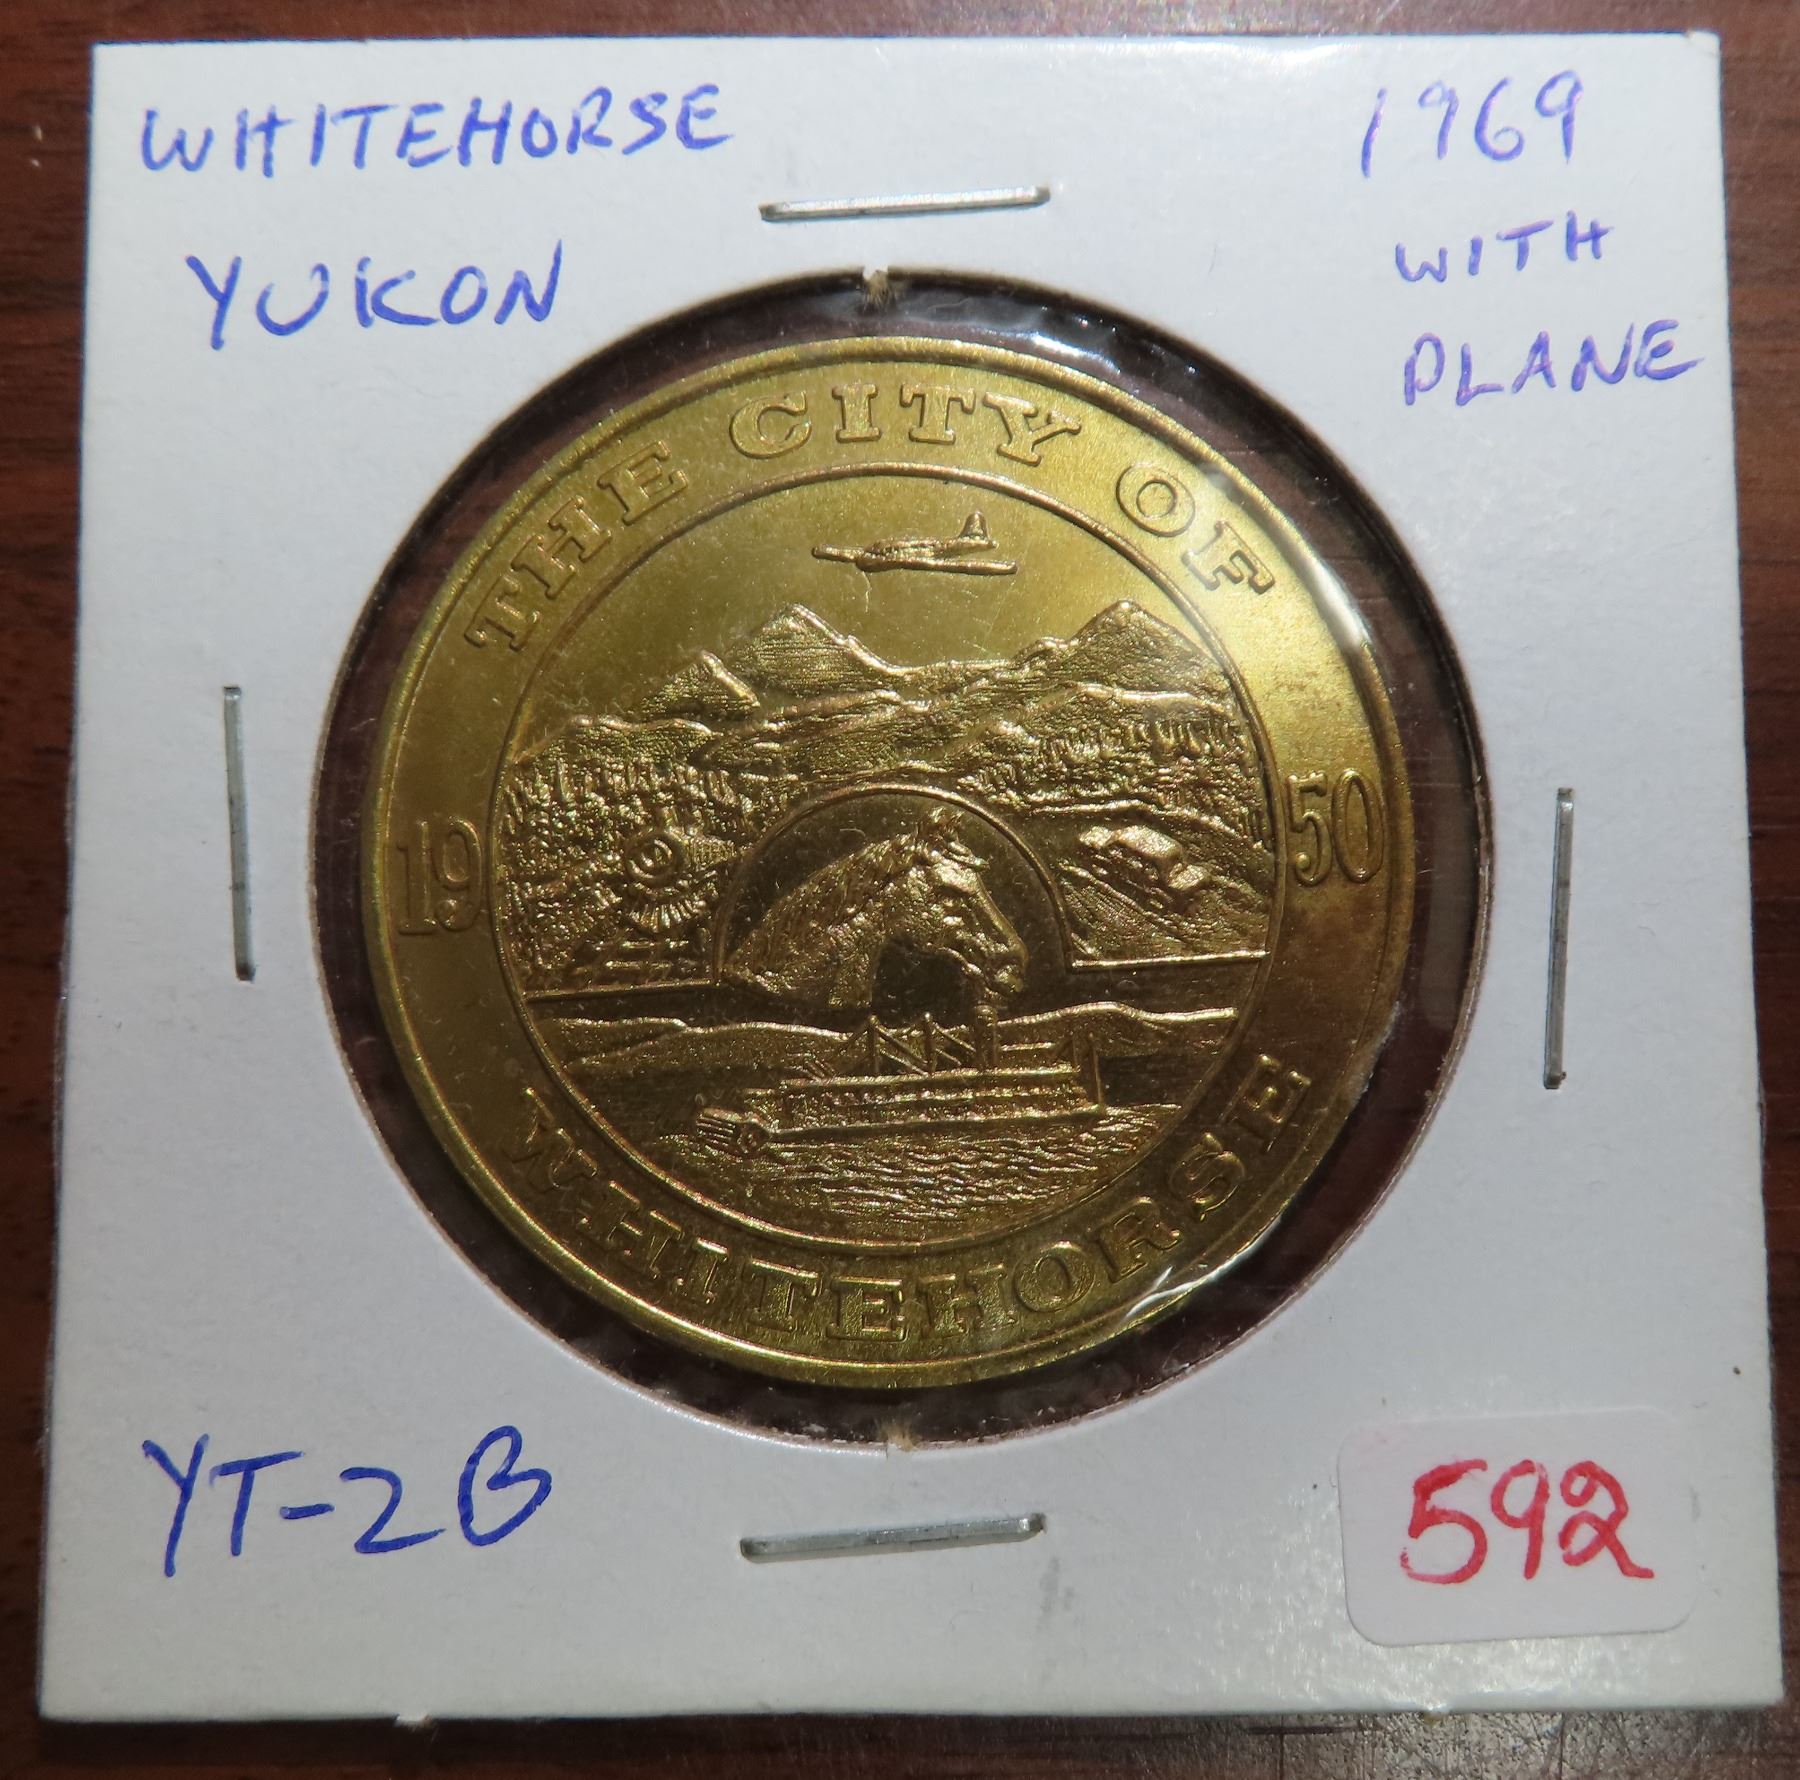 WHITEHORSE
YUKON
1969
WITH
PLANE
THE CITY OF
19 50
WHITEHORSE
YT-2B
592